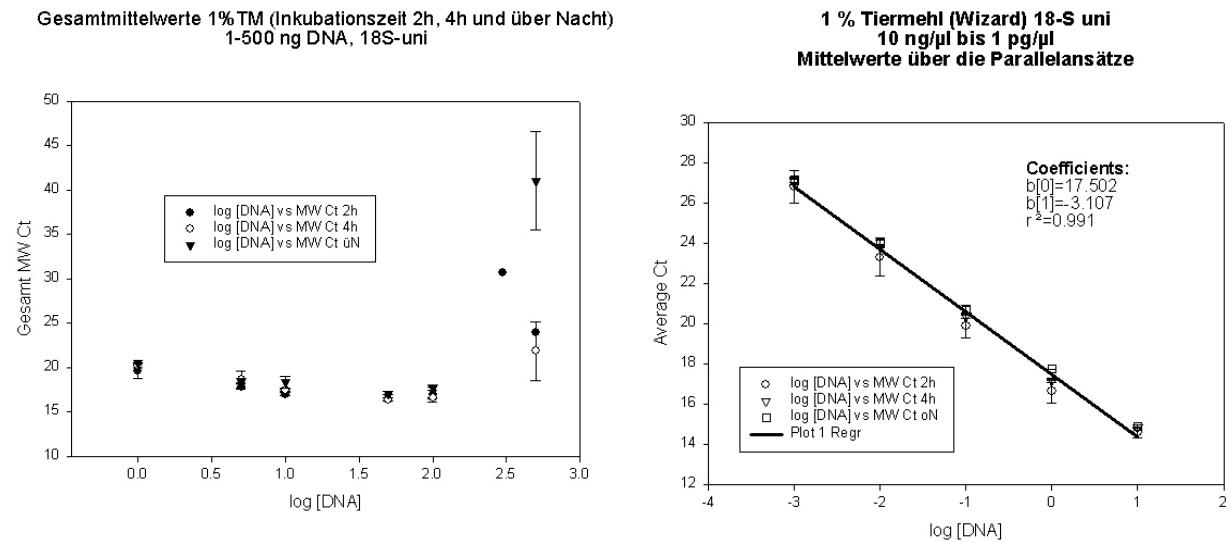 Gesamtmittelwerte 1%TM (Inkubationszeit 2h, 4h und über Nacht)
1-500 ng DNA, 18S-uni
50
45
40
35
30
25
20
15
10
Gesamt MW Ct
log [DNA] vs MW Ct 2h
log [DNA] vs MW Ct 4h
log [DNA] vs MW Ct üN
0.0
0.5
1.0
1.5
2.0
2.5
3.0
log [DNA]
1 % Tiermehl (Wizard) 18-S uni
10 ng/µl bis 1 pg/µl
Mittelwerte über die Parallelansätze
30
28
26
24
22
20
18
16
14
12
Average Ct
Coefficients:
b[0]=17.502
b[1]=-3.107
r ²=0.991
log [DNA] vs MW Ct 2h
log [DNA] vs MW Ct 4h
log [DNA] vs MW Ct oN
Plot 1 Regr
-4
-3
-2
-1
0
1
2
log [DNA]